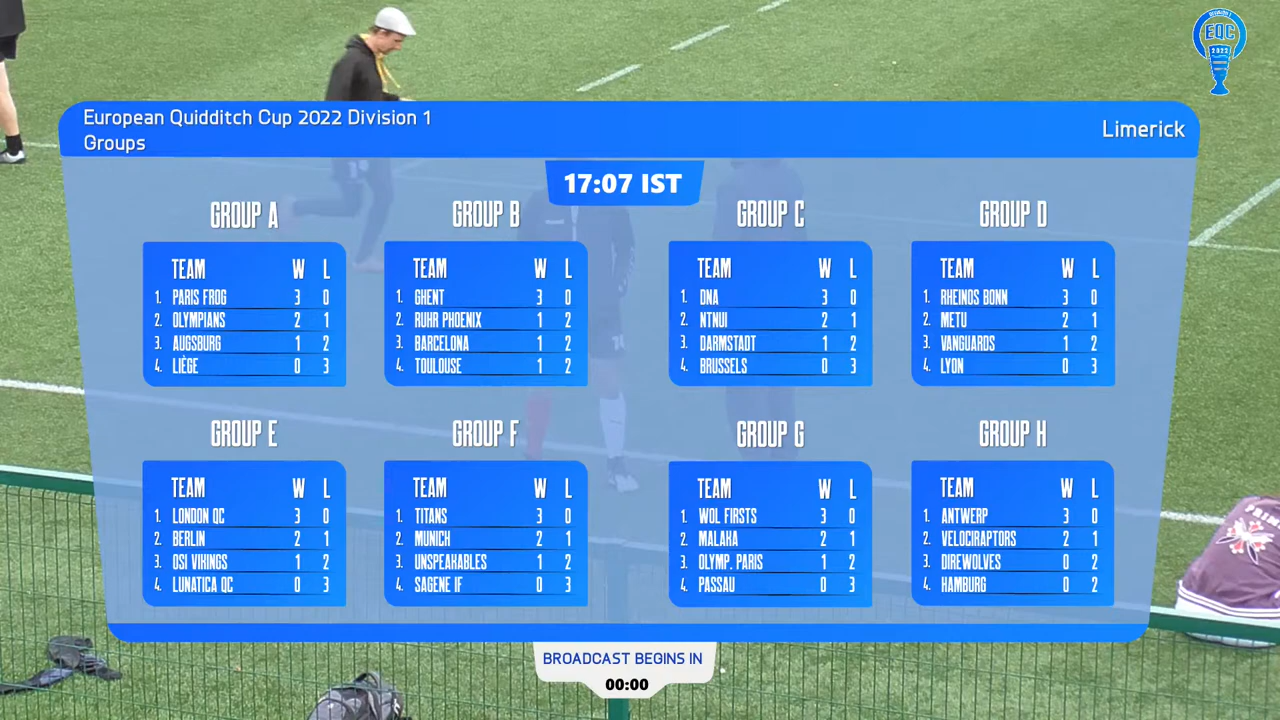 DIVISION 1
EQC
2022
European Quidditch Cup 2022 Division 1
Groups
Limerick
17:07 IST
GROUP A
TEAM W L
1. PARIS FROG 3 0
2. OLYMPIANS 2 1
3. AUGSBURG 1 2
4. LIÈGE 0 3
GROUP B
TEAM W L
1. GHENT 3 0
2. RUHR PHOENIX 1 2
3. BARCELONA 1 2
4. TOULOUSE 1 2
GROUP C
TEAM W L
1. DNA 3 0
2. NTNUI 2 1
3. DARMSTADT 1 2
4. BRUSSELS 0 3
GROUP D
TEAM W L
1. RHEINOS BONN 3 0
2. METU 2 1
3. VANGUARDS 1 2
4. LYON 0 3
GROUP E
TEAM W L
1. LONDON QC 3 0
2. BERLIN 2 1
3. OSI VIKINGS 1 2
4. LUNATICA QC 0 3
GROUP F
TEAM W L
1. TITANS 3 0
2. MUNICH 2 1
3. UNSPEAKABLES 1 2
4. SAGENE IF 0 3
GROUP G
TEAM W L
1. WOL FIRSTS 3 0
2. MALAKA 2 1
3. OLYMP. PARIS 1 2
4. PASSAU 0 3
GROUP H
TEAM W L
1. ANTWERP 3 0
2. VELOCIRAPTORS 2 1
3. DIREWOLVES 0 2
4. HAMBURG 0 2
BROADCAST BEGINS IN
00:00